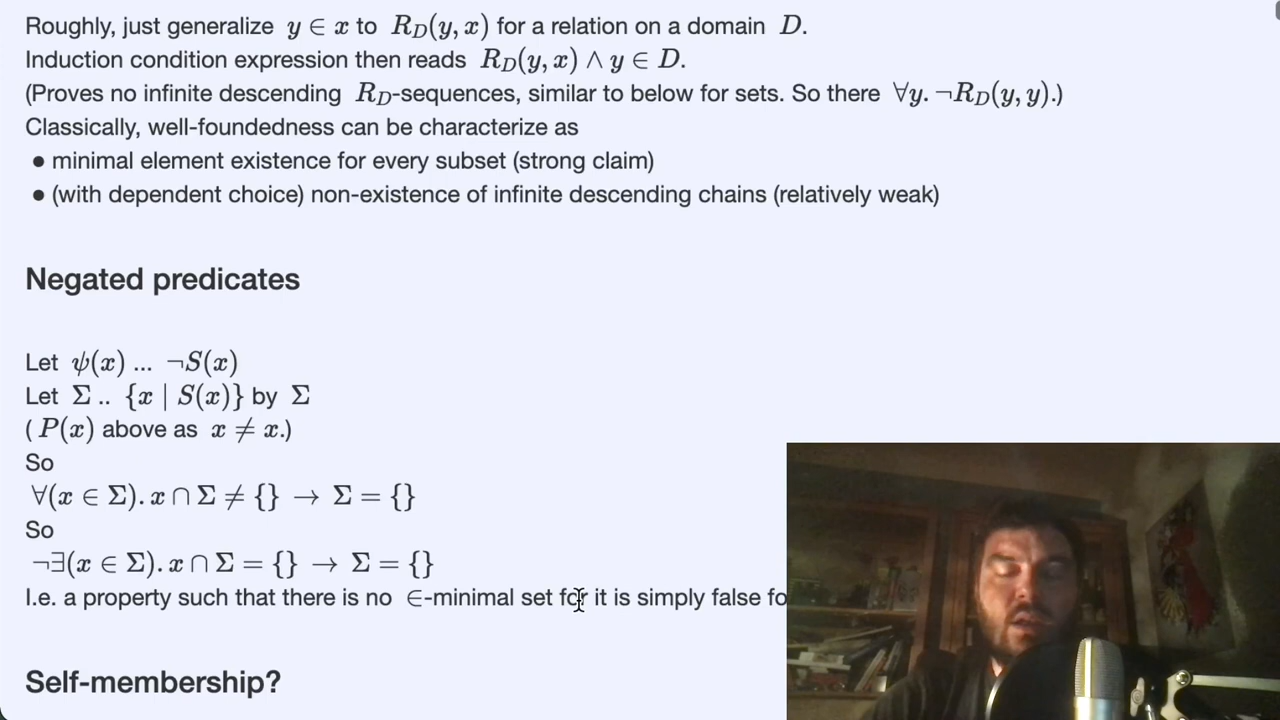 Roughly, just generalize y ∈ x to R_D(y, x) for a relation on a domain D.
Induction condition expression then reads R_D(y, x) ∧ y ∈ D.
(Proves no infinite descending R_D-sequences, similar to below for sets. So there ∀y. ¬R_D(y, y).)
Classically, well-foundedness can be characterize as
● minimal element existence for every subset (strong claim)
● (with dependent choice) non-existence of infinite descending chains (relatively weak)
Negated predicates
Let ψ(x) ... ¬S(x)
Let Σ .. {x | S(x)} by Σ
( P(x) above as x ≠ x.)
So
∀(x ∈ Σ). x ∩ Σ ≠ {} → Σ = {}
So
¬∃(x ∈ Σ). x ∩ Σ = {} → Σ = {}
I.e. a property such that there is no ∈-minimal set for it is simply false fo
Self-membership?